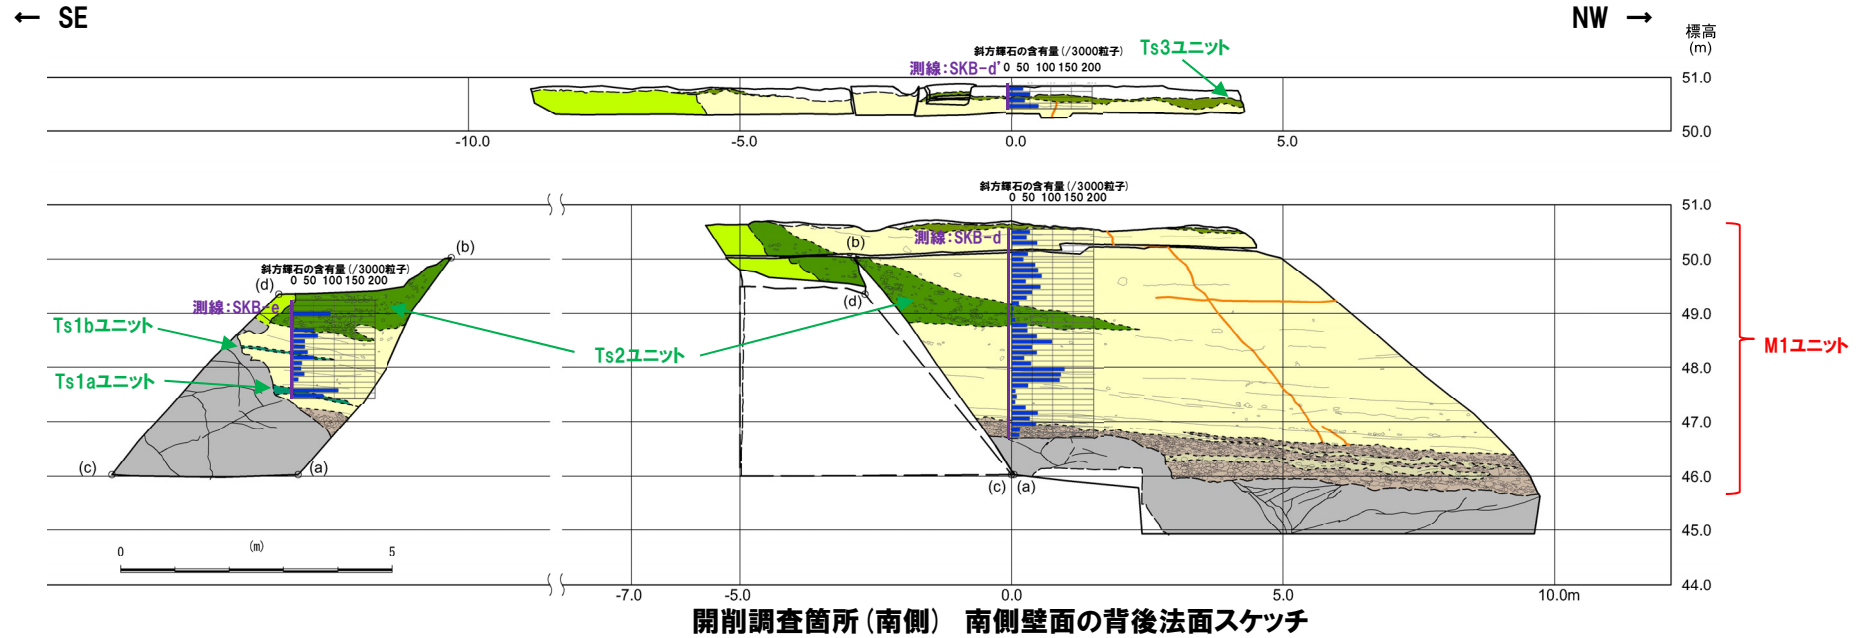 ← SE
NW →
標高
(m)
斜方輝石の含有量(/3000粒子)
Ts3ユニット
測線:SKB-d'
0 50 100 150 200
51.0
50.0
-10.0 -5.0 0.0 5.0
斜方輝石の含有量(/3000粒子)
0 50 100 150 200
51.0
測線:SKB-d
(b)
(b)
50.0
斜方輝石の含有量(/3000粒子)
0 50 100 150 200
(d)
(d)
測線:SKB-e
49.0
Ts1bユニット
Ts2ユニット
M1ユニット
Ts1aユニット
48.0
47.0
(c) (a)
(c) (a)
46.0
45.0
0 (m) 5
44.0
-7.0 -5.0 0.0 5.0 10.0m
開削調査箇所(南側) 南側壁面の背後法面スケッチ